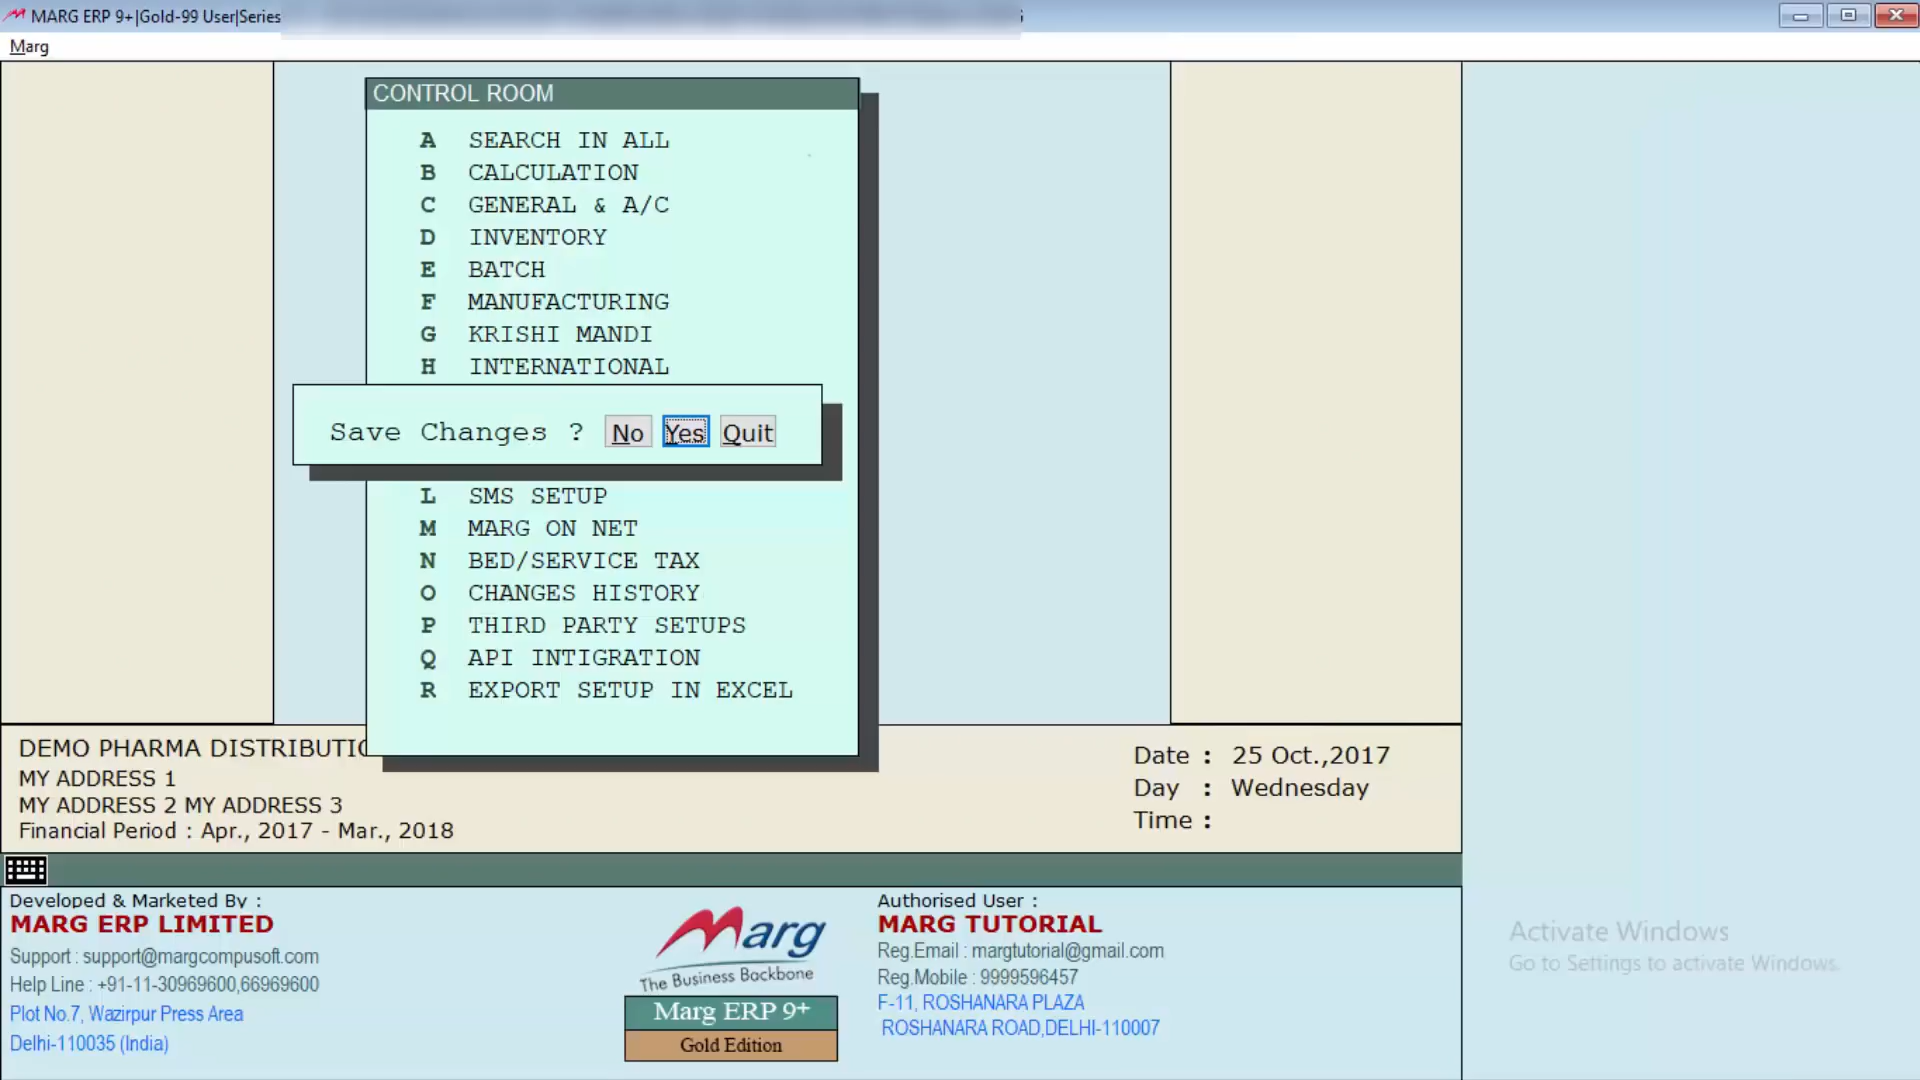 MARG ERP 9+|Gold-99 User|Series
Marg
CONTROL ROOM
A SEARCH IN ALL
B CALCULATION
C GENERAL & A/C
D INVENTORY
E BATCH
F MANUFACTURING
G KRISHI MANDI
H INTERNATIONAL
Save Changes ? No Yes Quit
L SMS SETUP
M MARG ON NET
N BED/SERVICE TAX
O CHANGES HISTORY
P THIRD PARTY SETUPS
Q API INTIGRATION
R EXPORT SETUP IN EXCEL
DEMO PHARMA DISTRIBUTIO
MY ADDRESS 1
MY ADDRESS 2 MY ADDRESS 3
Financial Period : Apr., 2017 - Mar., 2018
Date : 25 Oct.,2017
Day : Wednesday
Time :
Developed & Marketed By :
MARG ERP LIMITED
Support : support@margcompusoft.com
Help Line : +91-11-30969600,66969600
Plot No.7, Wazirpur Press Area
Delhi-110035 (India)
Marg
The Business Backbone
Marg ERP 9+
Gold Edition
Authorised User :
MARG TUTORIAL
Reg.Email : margtutorial@gmail.com
Reg.Mobile : 9999596457
F-11, ROSHANARA PLAZA
ROSHANARA ROAD,DELHI-110007
Activate Windows
Go to Settings to activate Windows.